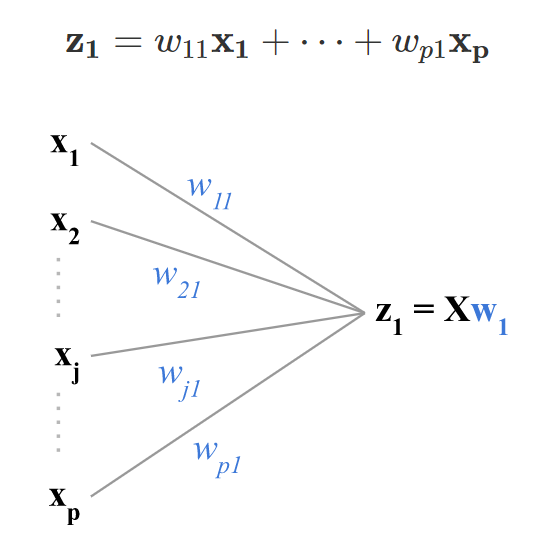 z₁ = w₁₁x₁ + ⋯ + wₚ₁xₚ
x₁
w₁₁
x₂
w₂₁
z₁ = Xw₁
xⱼ
wⱼ₁
wₚ₁
xₚ